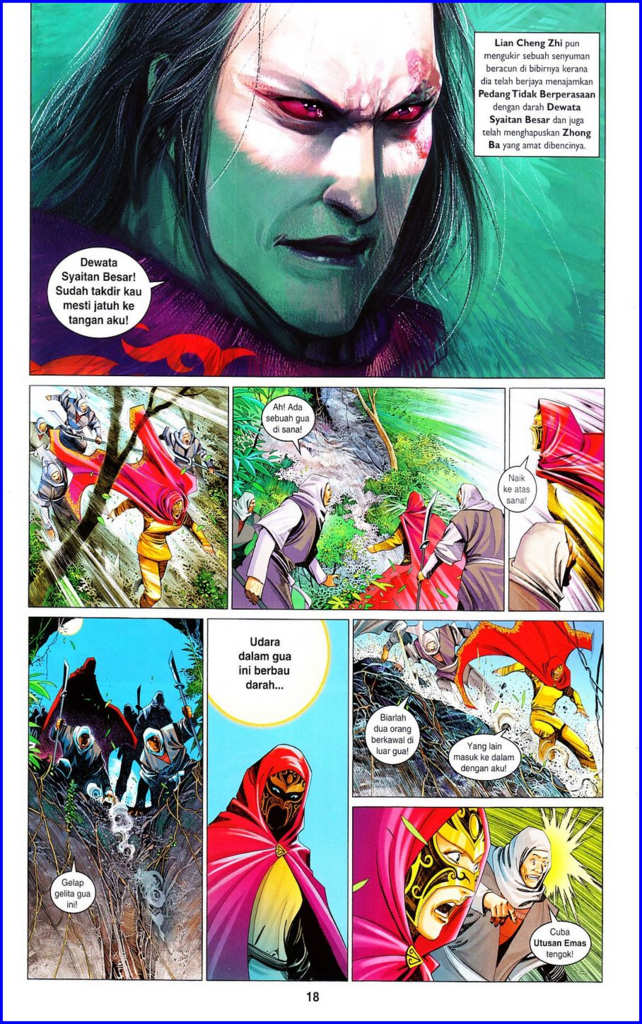 Lian Cheng Zhi pun
mengukir sebuah senyuman
beracun di bibirnya kerana
dia telah berjaya menajamkan
Pedang Tidak Berperasaan
dengan darah Dewata
Syaitan Besar dan juga
telah menghapuskan Zhong
Ba yang amat dibencinya.
Dewata
Syaitan Besar!
Sudah takdir kau
mesti jatuh ke
tangan aku!
Ah! Ada
sebuah gua
di sana!
Naik
ke atas
sana!
Gelap
gelita gua
ini!
Udara
dalam gua
ini berbau
darah...
Biarlah
dua orang
berkawal di
luar gua!
Yang lain
masuk ke dalam
dengan aku!
Cuba
Utusan Emas
tengok!
18